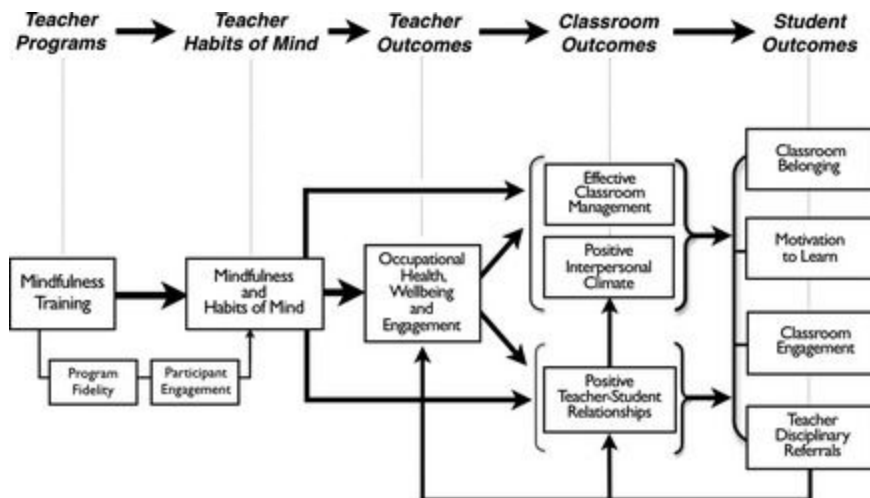 Teacher
Programs
Teacher
Habits of Mind
Teacher
Outcomes
Classroom
Outcomes
Student
Outcomes
Mindfulness
Training
Program
Fidelity
Participant
Engagement
Mindfulness
and
Habits of Mind
Occupational
Health,
Wellbeing
and
Engagement
Effective
Classroom
Management
Positive
Interpersonal
Climate
Positive
Teacher-Student
Relationships
Classroom
Belonging
Motivation
to Learn
Classroom
Engagement
Teacher
Disciplinary
Referrals